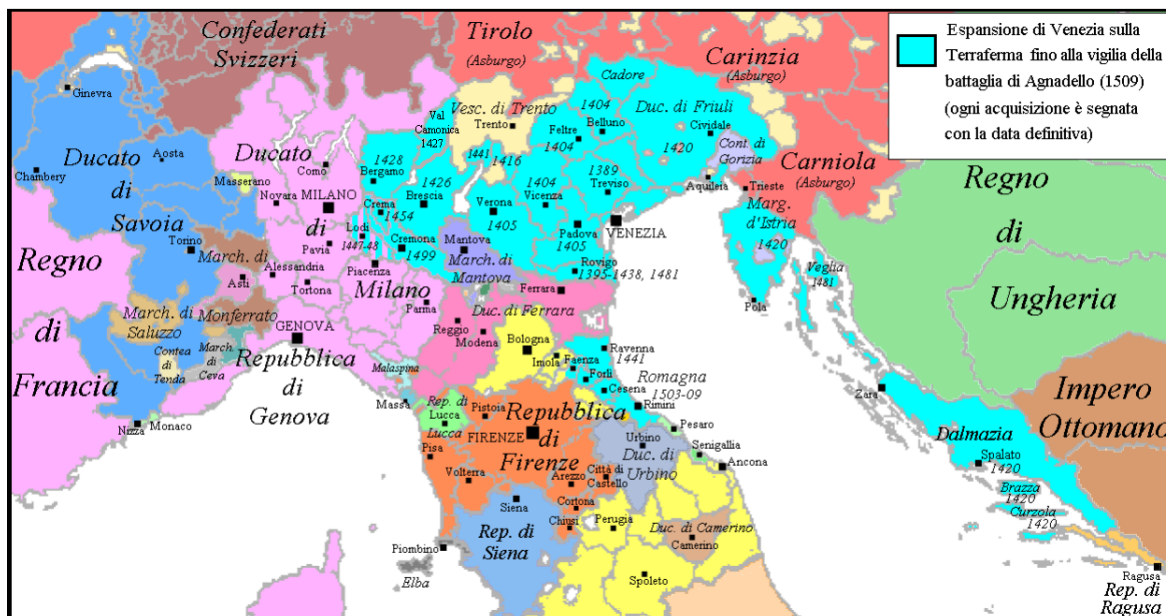 Confederati
Svizzeri
Tirolo
(Asburgo)
Carinzia
(Asburgo)
Espansione di Venezia sulla
Terraferma fino alla vigilia della
battaglia di Agnadello (1509)
(ogni acquisizione è segnata
con la data definitiva)
Ginevra
Cadore
1404
Vesc. di Trento
Trento
Val
Camonica
1427
Duc. di Friuli
Belluno
Feltre
1404
Cividale
1420
Cont. di
Gorizia
Carniola
(Asburgo)
Ducato
di
Savoia
Aosta
Chambery
Masserano
Ducato
di
Milano
Como
MILANO
Novara
Pavia
1428
Bergamo
1441
1416
1426
Brescia
Crema
1454
Lodi
1447-48
Cremona
1499
Verona
1405
1404
Vicenza
1389
Treviso
Padova
1405
VENEZIA
Aquileia
Trieste
Marg.
d'Istria
1420
Regno
di
Ungheria
Torino
March. di
Monferrato
Asti
Alessandria
Tortona
Piacenza
Parma
Mantova
March. di
Mantova
Rovigo
1395-1438, 1481
Ferrara
Duc. di Ferrara
Reggio
Modena
Veglia
1481
Pola
Regno
di
Francia
March. di
Saluzzo
Contea
di
Tenda
March.
di
Ceva
GENOVA
Repubblica
di
Genova
Malaspina
Massa
Bologna
Imola
Faenza
Ravenna
1441
Forlì
Cesena
Romagna
1503-09
Rimini
Impero
Ottomano
Zara
Nizza
Monaco
Rep. di
Lucca
Lucca
Pistoia
FIRENZE
Repubblica
di
Firenze
Pisa
Volterra
Arezzo
Città di
Castello
Cortona
Chiusi
Urbino
Duc. di
Urbino
Pesaro
Senigallia
Ancona
Dalmazia
Spalato
1420
Brazza
1420
Curzola
1420
Siena
Rep. di
Siena
Perugia
Duc. di Camerino
Camerino
Piombino
Elba
Spoleto
Ragusa
Rep. di
Ragusa